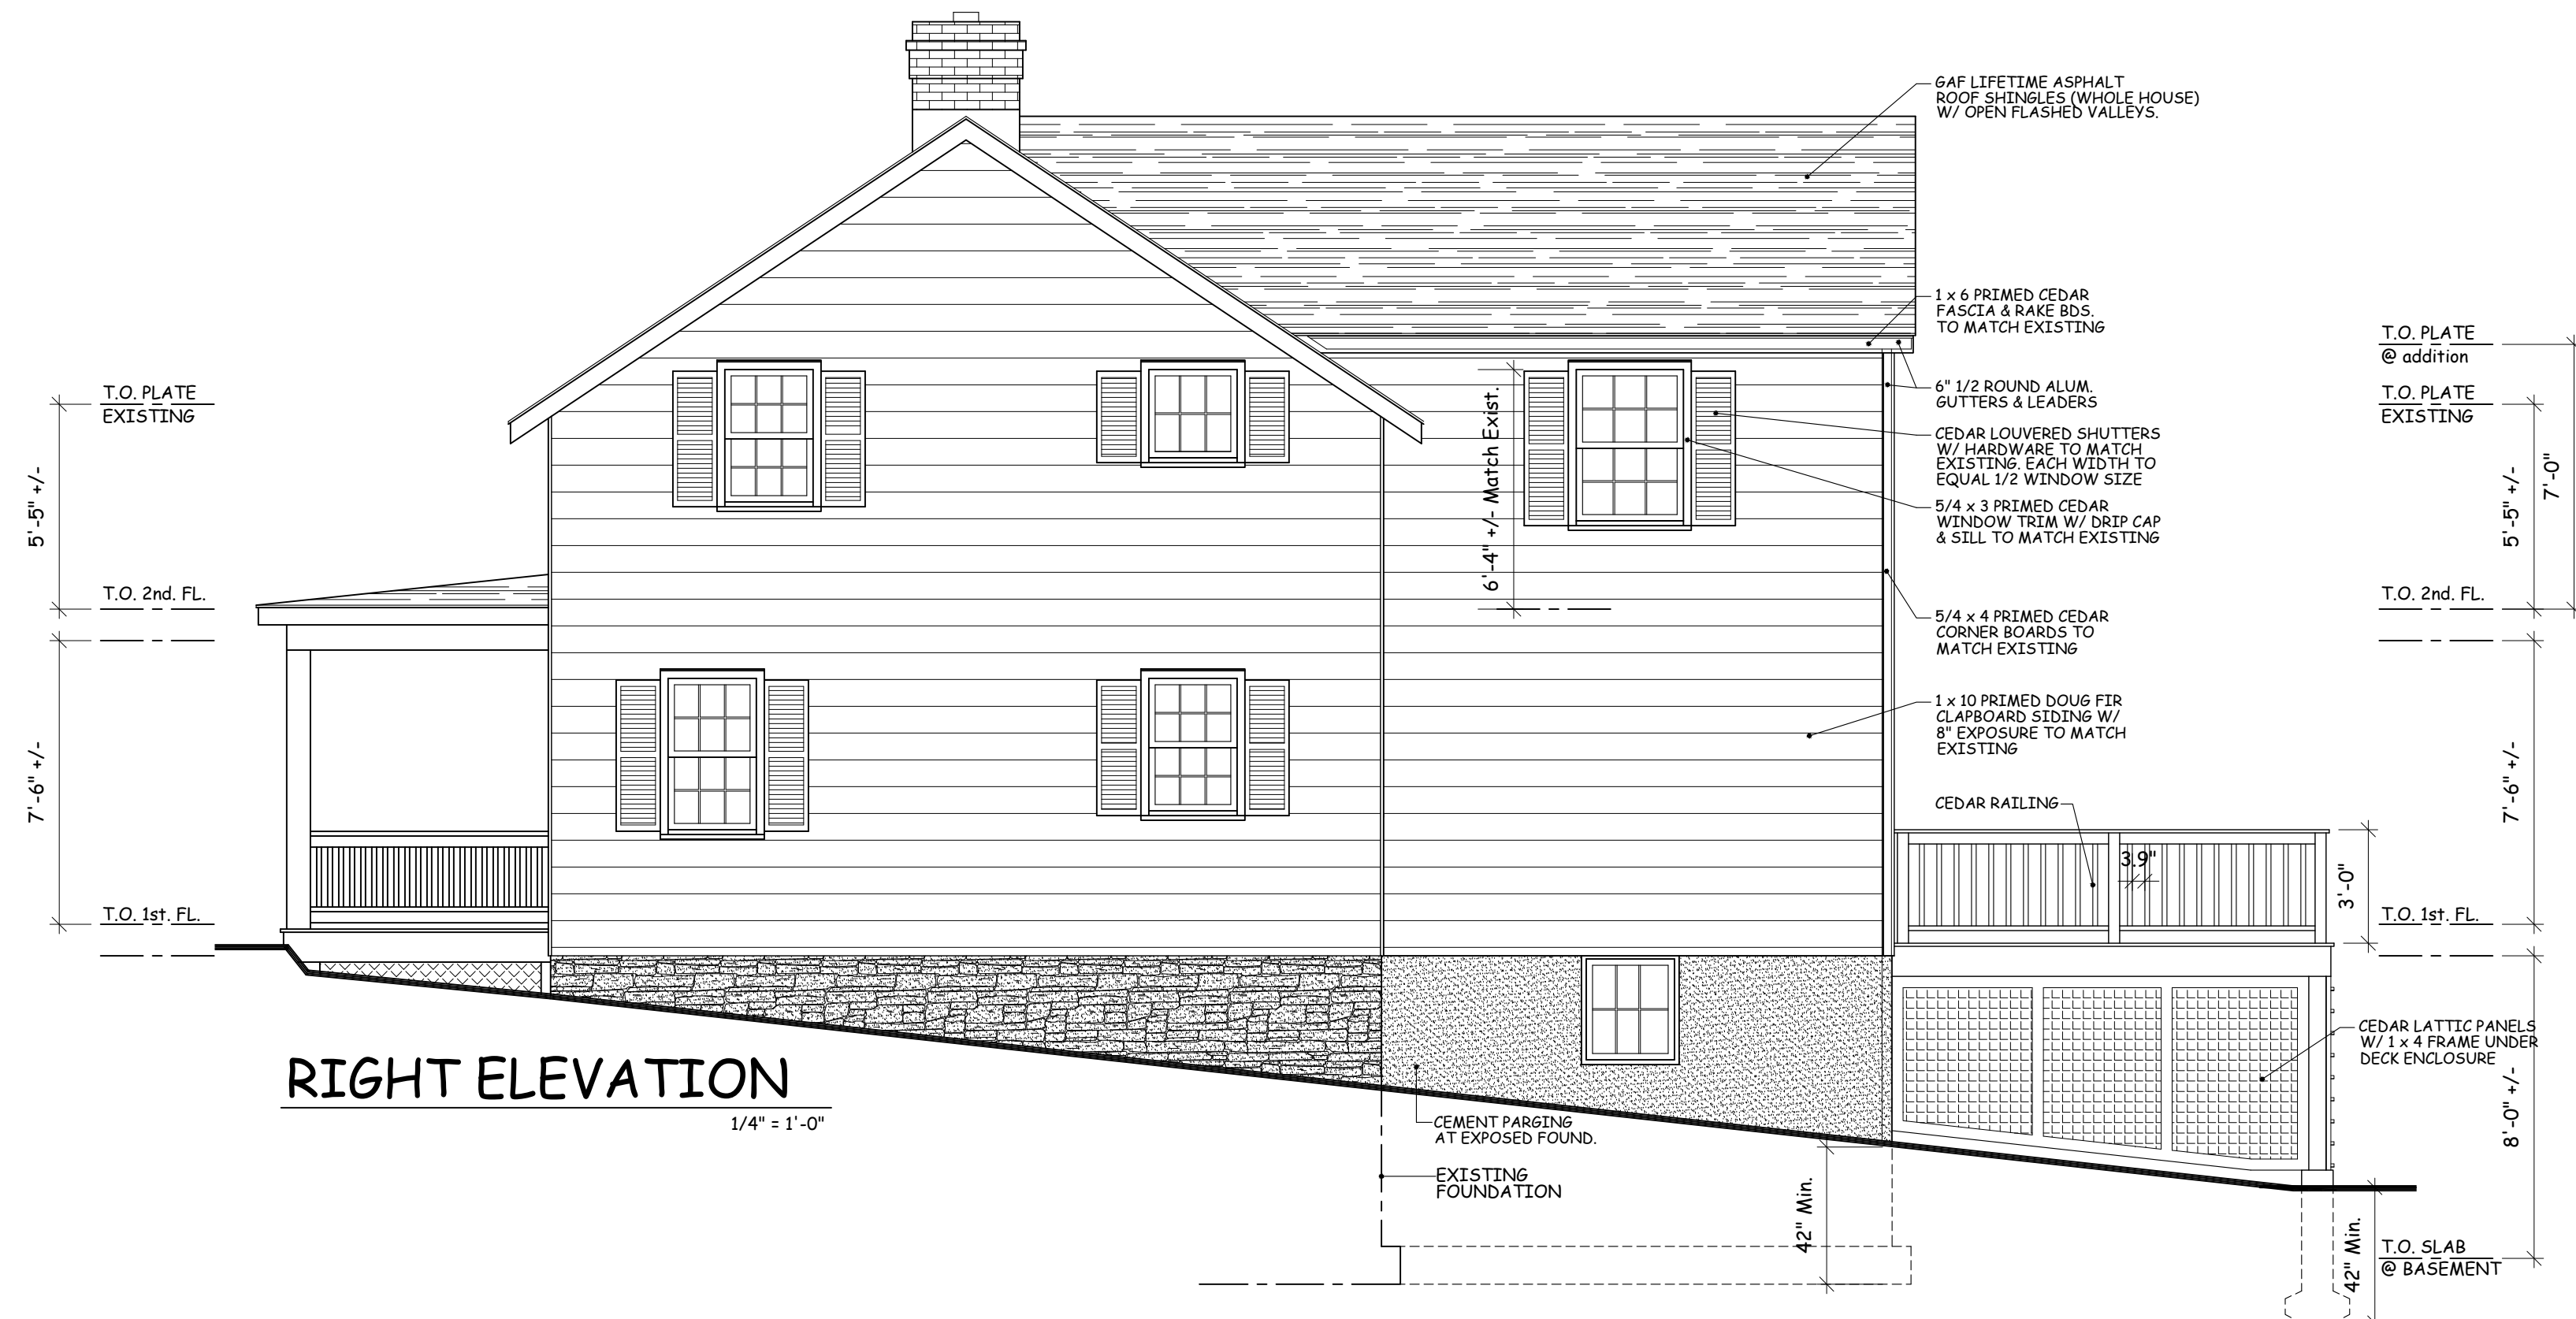 GAF LIFETIME ASPHALT
ROOF SHINGLES (WHOLE HOUSE)
W/ OPEN FLASHED VALLEYS.
1 x 6 PRIMED CEDAR
FASCIA & RAKE BDS.
TO MATCH EXISTING
6" 1/2 ROUND ALUM.
GUTTERS & LEADERS
CEDAR LOUVERED SHUTTERS
W/ HARDWARE TO MATCH
EXISTING. EACH WIDTH TO
EQUAL 1/2 WINDOW SIZE
5/4 x 3 PRIMED CEDAR
WINDOW TRIM W/ DRIP CAP
& SILL TO MATCH EXISTING
5/4 x 4 PRIMED CEDAR
CORNER BOARDS TO
MATCH EXISTING
1 x 10 PRIMED DOUG FIR
CLAPBOARD SIDING W/
8" EXPOSURE TO MATCH
EXISTING
CEDAR RAILING
3.9"
3'-0"
T.O. PLATE
EXISTING
5'-5" +/-
T.O. 2nd. FL.
7'-6" +/-
T.O. 1st. FL.
6'-4" +/- Match Exist.
T.O. PLATE
@ addition
T.O. PLATE
EXISTING
7'-0"
5'-5" +/-
T.O. 2nd. FL.
7'-6" +/-
T.O. 1st. FL.
CEDAR LATTIC PANELS
W/ 1 x 4 FRAME UNDER
DECK ENCLOSURE
8'-0" +/-
T.O. SLAB
@ BASEMENT
42" Min.
42" Min.
CEMENT PARGING
AT EXPOSED FOUND.
EXISTING
FOUNDATION
RIGHT ELEVATION
1/4" = 1'-0"